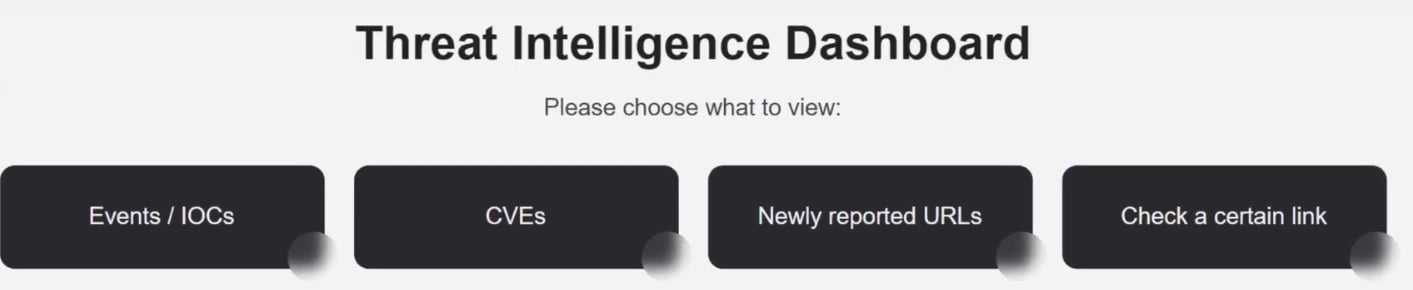 Threat Intelligence Dashboard
Please choose what to view:
Events / IOCs
CVEs
Newly reported URLs
Check a certain link